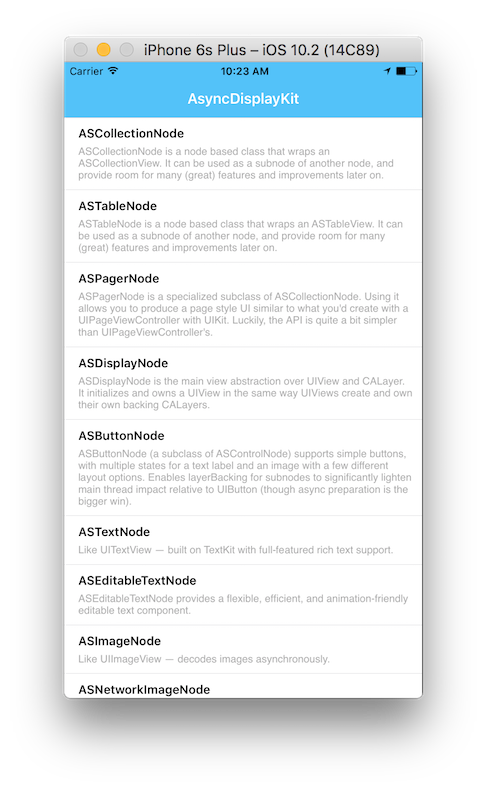 iPhone 6s Plus – iOS 10.2 (14C89)
Carrier 10:23 AM
AsyncDisplayKit
ASCollectionNode
ASCollectionNode is a node based class that wraps an
ASCollectionView. It can be used as a subnode of another node, and
provide room for many (great) features and improvements later on.
ASTableNode
ASTableNode is a node based class that wraps an ASTableView. It can
be used as a subnode of another node, and provide room for many
(great) features and improvements later on.
ASPagerNode
ASPagerNode is a specialized subclass of ASCollectionNode. Using it
allows you to produce a page style UI similar to what you'd create with a
UIPageViewController with UIKit. Luckily, the API is quite a bit simpler
than UIPageViewController's.
ASDisplayNode
ASDisplayNode is the main view abstraction over UIView and CALayer.
It initializes and owns a UIView in the same way UIViews create and own
their own backing CALayers.
ASButtonNode
ASButtonNode (a subclass of ASControlNode) supports simple buttons,
with multiple states for a text label and an image with a few different
layout options. Enables layerBacking for subnodes to significantly lighten
main thread impact relative to UIButton (though async preparation is the
bigger win).
ASTextNode
Like UITextView — built on TextKit with full-featured rich text support.
ASEditableTextNode
ASEditableTextNode provides a flexible, efficient, and animation-friendly
editable text component.
ASImageNode
Like UIImageView — decodes images asynchronously.
ASNetworkImageNode